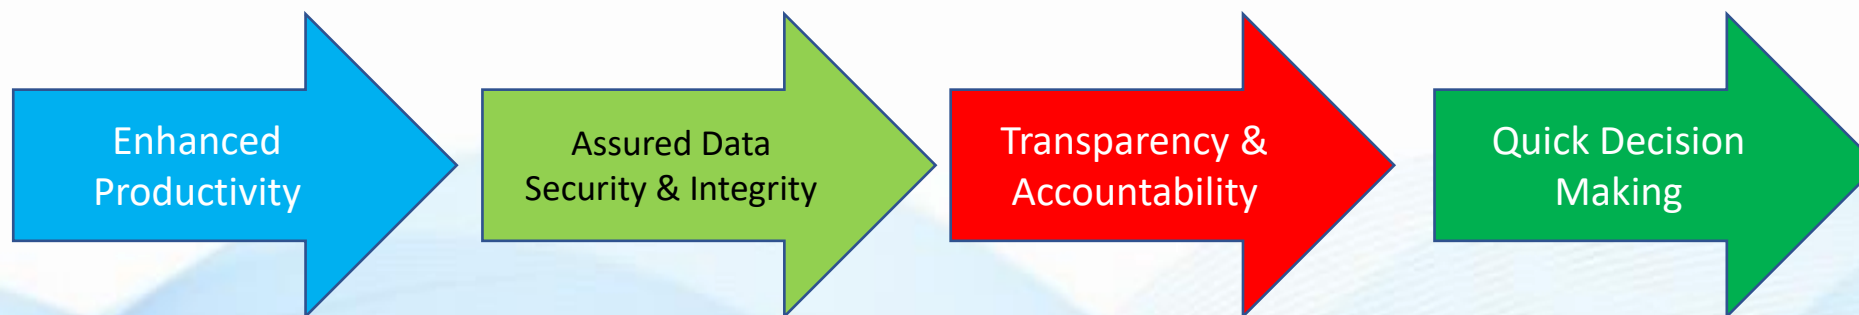 Enhanced
Productivity
Assured Data
Security & Integrity
Transparency &
Accountability
Quick Decision
Making